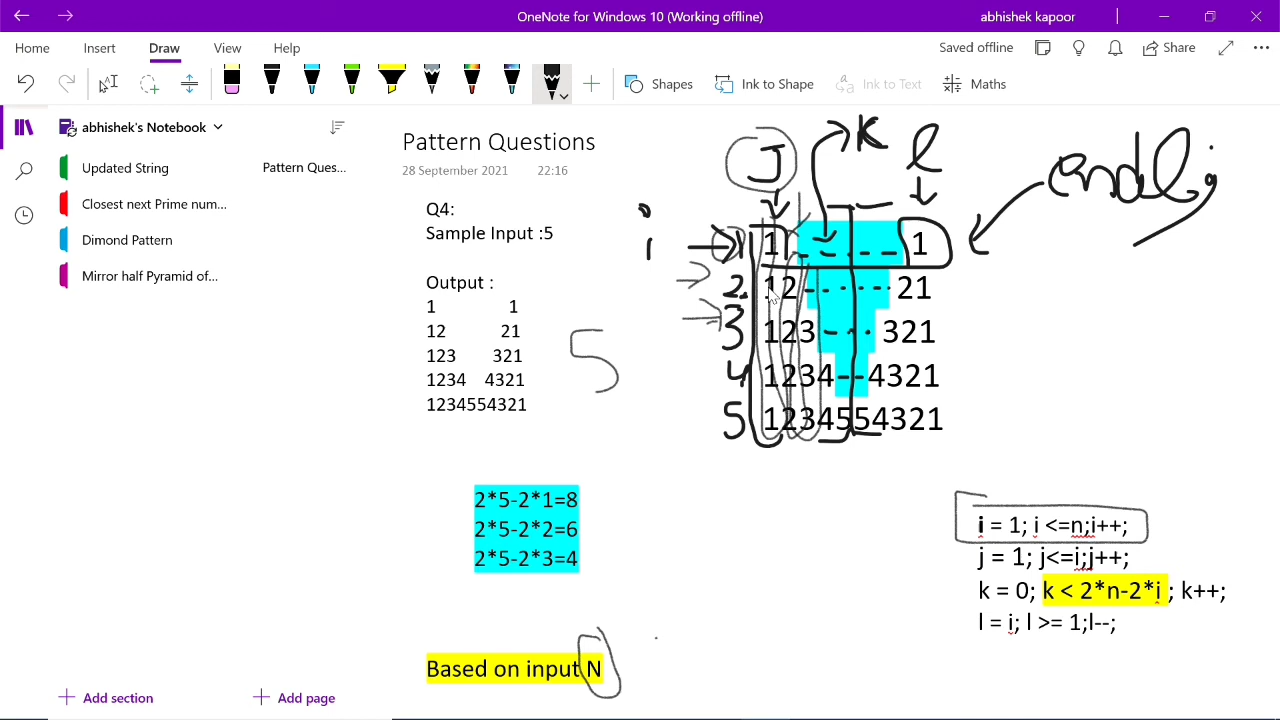 OneNote for Windows 10 (Working offline)
abhishek kapoor
Home Insert Draw View Help
Saved offline
Share
Shapes
Ink to Shape
Ink to Text
Maths
abhishek's Notebook
Updated String
Closest next Prime num...
Dimond Pattern
Mirror half Pyramid of...
Add section
Pattern Ques...
Add page
Pattern Questions
28 September 2021 22:16
Q4:
Sample Input :5
Output :
1 1
12 21
123 321
1234 4321
1234554321
5
2*5-2*1=8
2*5-2*2=6
2*5-2*3=4
Based on input N
J K l
endl;
i
1 1 1 - - - - - - 1
2. 12 - - - - - - 21
3 123 - - - - 321
4 1234 - - 4321
5 1234554321
i = 1; i <=n;i++;
j = 1; j<=i;j++;
k = 0; k < 2*n-2*i ; k++;
l = i; l >= 1;l--;